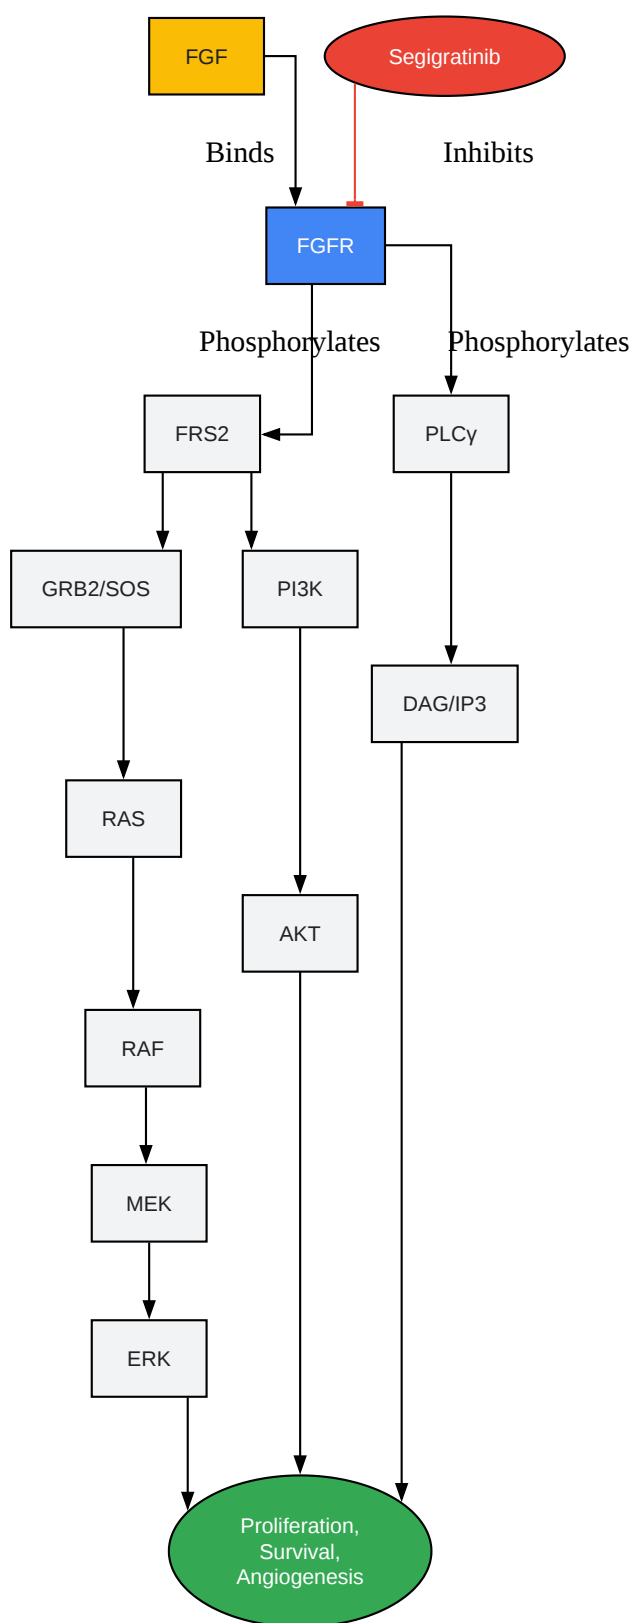 FGF
Segigratinib
Binds
Inhibits
FGFR
Phosphorylates
Phosphorylates
FRS2
PLCγ
GRB2/SOS
PI3K
DAG/IP3
RAS
AKT
RAF
MEK
ERK
Proliferation,
Survival,
Angiogenesis